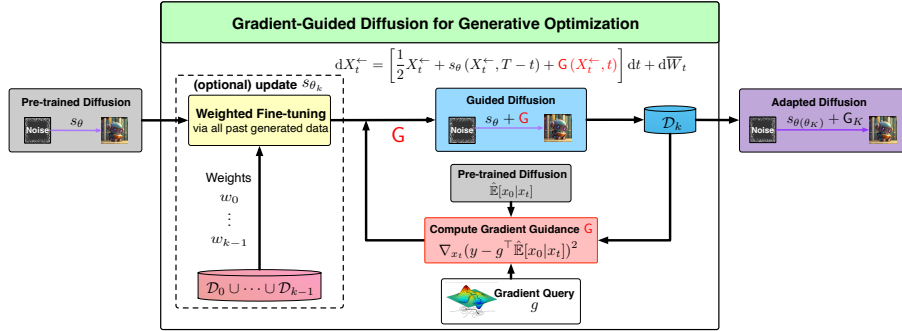 Gradient-Guided Diffusion for Generative Optimization
dX_t^← = [1/2 X_t^← + s_θ (X_t^←, T − t) + G (X_t^←, t)] dt + dW̅_t
(optional) update s_{θ_k}
Pre-trained Diffusion
Noise
s_θ
Weighted Fine-tuning
via all past generated data
G
Guided Diffusion
Noise
s_θ + G
D_k
Adapted Diffusion
Noise
s_{θ(θ_K)} + G_K
Weights
w_0
⋮
w_{k−1}
Pre-trained Diffusion
Ê[x_0|x_t]
Compute Gradient Guidance G
∇_{x_t}(y − g^⊤Ê[x_0|x_t])^2
D_0 ∪ ⋯ ∪ D_{k−1}
Gradient Query
g